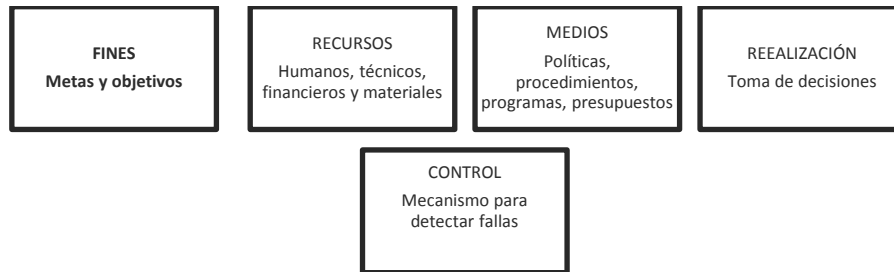 FINES
Metas y objetivos
RECURSOS
Humanos, técnicos,
financieros y materiales
MEDIOS
Políticas,
procedimientos,
programas, presupuestos
REEALIZACIÓN
Toma de decisiones
CONTROL
Mecanismo para
detectar fallas